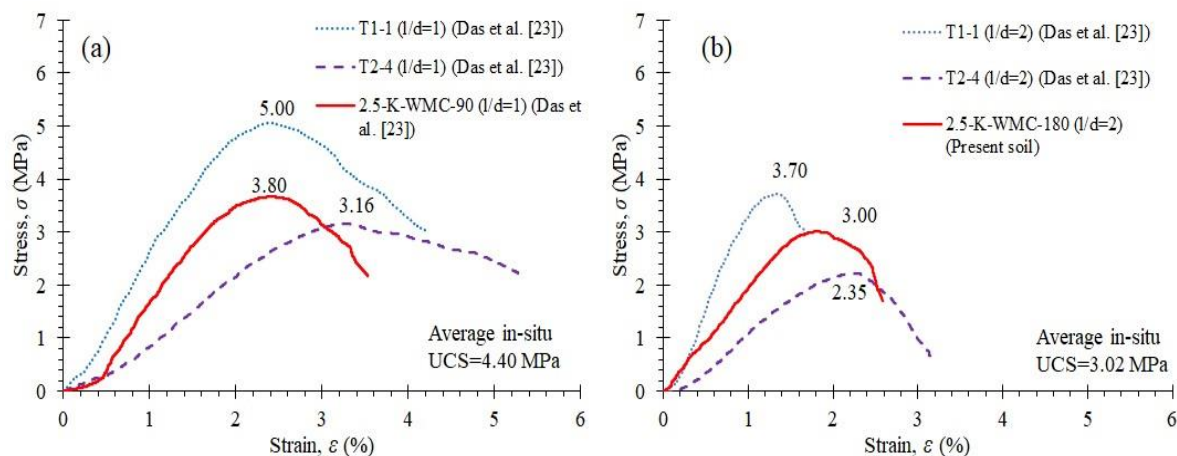 (a)
T1-1 (l/d=1) (Das et al. [23])
T2-4 (l/d=1) (Das et al. [23])
2.5-K-WMC-90 (l/d=1) (Das et
al. [23])
7
6
5
4
3
2
1
0
Stress, σ (MPa)
5.00
3.80
3.16
Average in-situ
UCS=4.40 MPa
0 1 2 3 4 5 6
Strain, ε (%)
(b)
T1-1 (l/d=2) (Das et al. [23])
T2-4 (l/d=2) (Das et al. [23])
2.5-K-WMC-180 (l/d=2)
(Present soil)
7
6
5
4
3
2
1
0
Stress, σ (MPa)
3.70
3.00
2.35
Average in-situ
UCS=3.02 MPa
0 1 2 3 4 5 6
Strain, ε (%)